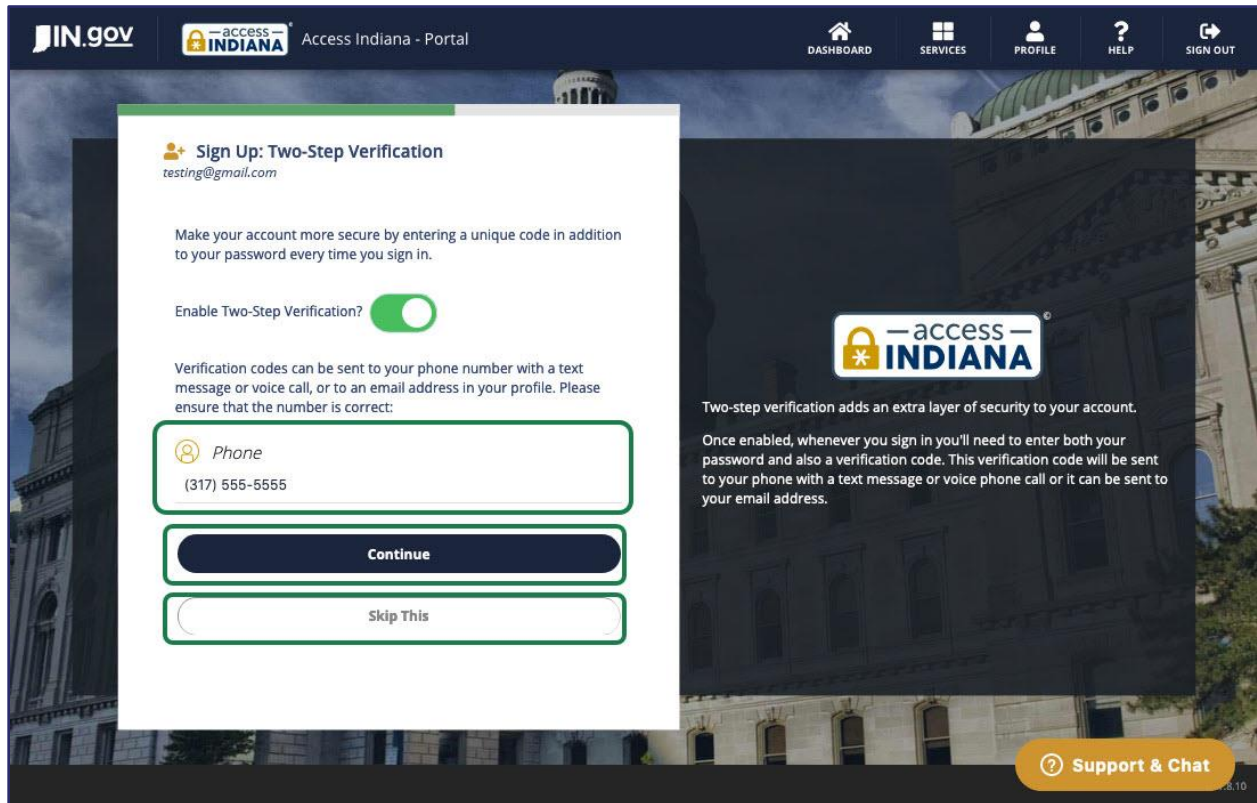 IN.gov
access
INDIANA
Access Indiana - Portal
DASHBOARD
SERVICES
PROFILE
?
HELP
SIGN OUT
Sign Up: Two-Step Verification
testing@gmail.com
Make your account more secure by entering a unique code in addition
to your password every time you sign in.
Enable Two-Step Verification?
Verification codes can be sent to your phone number with a text
message or voice call, or to an email address in your profile. Please
ensure that the number is correct:
Phone
(317) 555-5555
Continue
Skip This
access
INDIANA
©
Two-step verification adds an extra layer of security to your account.
Once enabled, whenever you sign in you'll need to enter both your
password and also a verification code. This verification code will be sent
to your phone with a text message or voice phone call or it can be sent to
your email address.
? Support & Chat